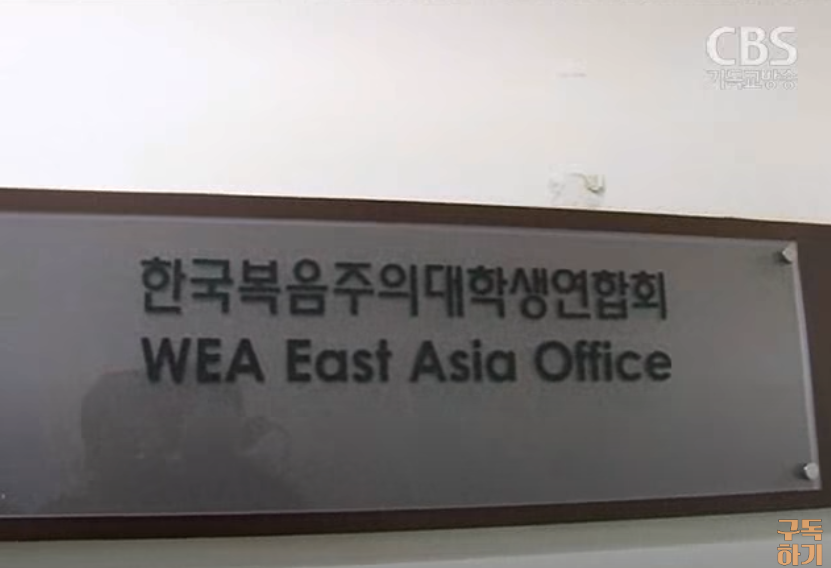 CBS
기독교방송
한국복음주의대학생연합회
WEA East Asia Office
구독
하기